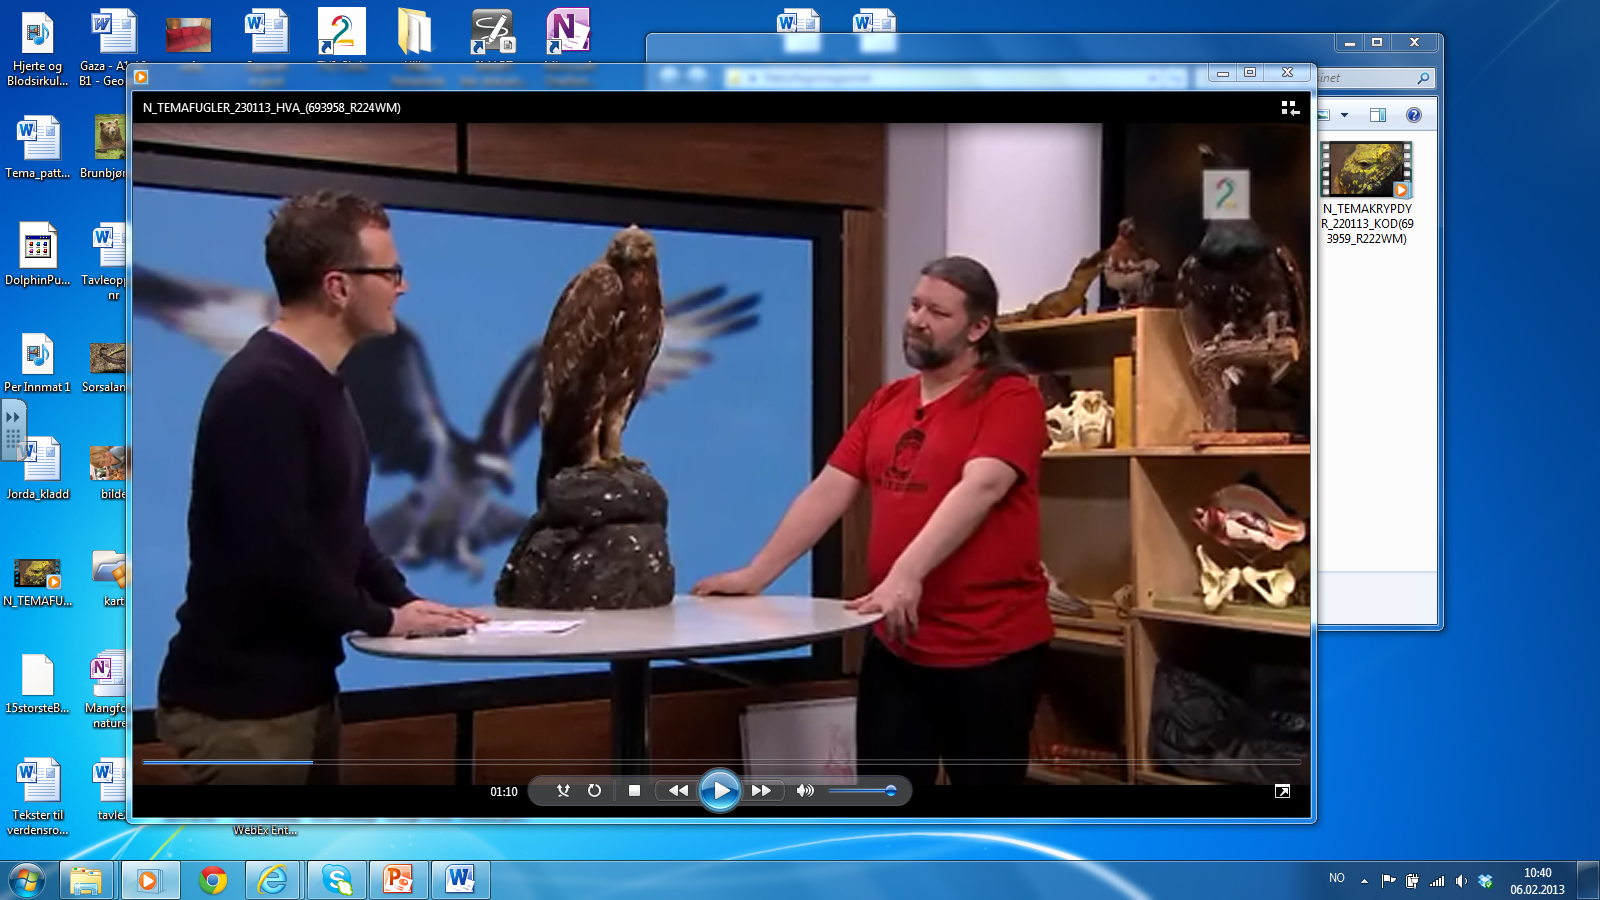 Hjerte og
Blodsirkul...
Gaza - A1
B1 - Geo
Tema_patt...
Brunbjør
DolphinPu...
Tavleopp
nr
Per Innmat 1
Sorsalan
Jorda_kladd
bilde
N_TEMAFU...
kart
15storsteB...
Mangfo
nature
Tekster til
verdensro...
tavle
WebEx Ent...
N_TEMAFUGLER_230113_HVA_(693958_R224WM)
2
01:10
N_TEMAKRYPDY
R_220113_KOD(69
3959_R222WM)
NO
10:40
06.02.2013